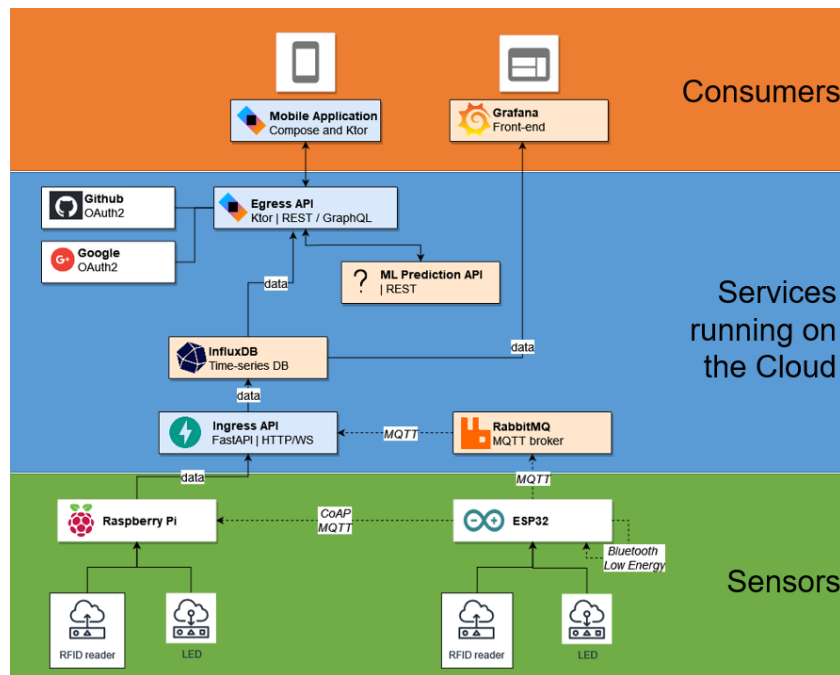 Consumers
Mobile Application
Compose and Ktor
Grafana
Front-end
Github
OAuth2
Egress API
Ktor | REST / GraphQL
G+
Google
OAuth2
?
ML Prediction API
| REST
data
Services
running on
the Cloud
InfluxDB
Time-series DB
data
data
Ingress API
FastAPI | HTTP/WS
MQTT
RabbitMQ
MQTT broker
data
MQTT
Raspberry Pi
CoAP
MQTT
ESP32
Bluetooth
Low Energy
Sensors
RFID reader
LED
RFID reader
LED